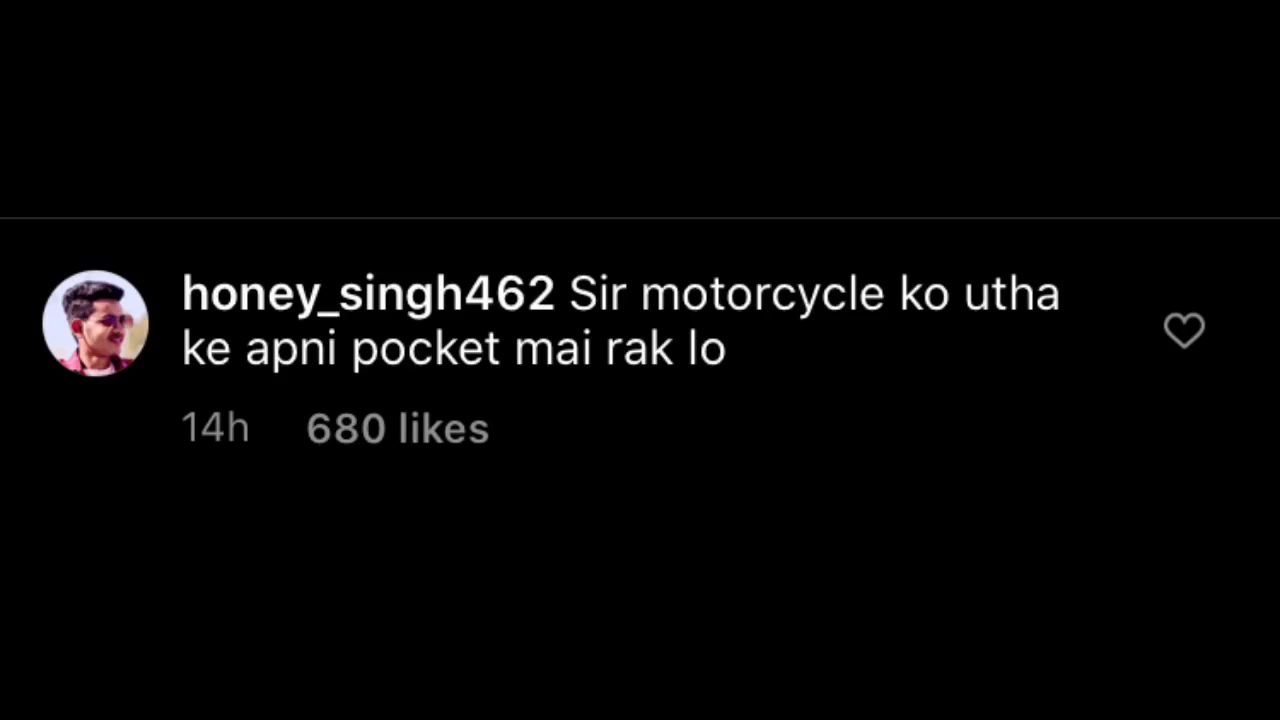 honey_singh462 Sir motorcycle ko utha
ke apni pocket mai rak lo
14h 680 likes